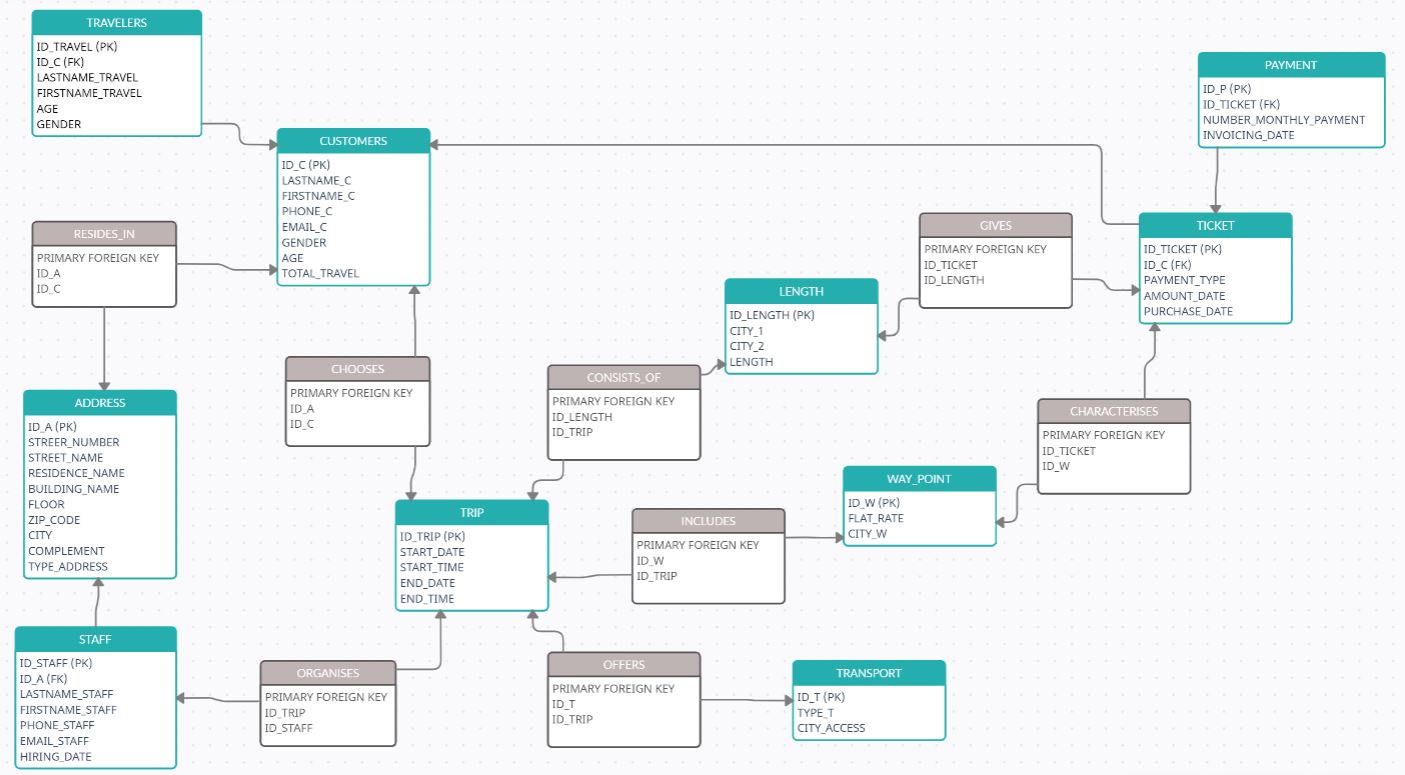 TRAVELERS
ID_TRAVEL (PK)
ID_C (FK)
LASTNAME_TRAVEL
FIRSTNAME_TRAVEL
AGE
GENDER
PAYMENT
ID_P (PK)
ID_TICKET (FK)
NUMBER_MONTHLY_PAYMENT
INVOICING_DATE
CUSTOMERS
ID_C (PK)
LASTNAME_C
FIRSTNAME_C
PHONE_C
EMAIL_C
GENDER
AGE
TOTAL_TRAVEL
RESIDES_IN
PRIMARY FOREIGN KEY
ID_A
ID_C
GIVES
PRIMARY FOREIGN KEY
ID_TICKET
ID_LENGTH
TICKET
ID_TICKET (PK)
ID_C (FK)
PAYMENT_TYPE
AMOUNT_DATE
PURCHASE_DATE
LENGTH
ID_LENGTH (PK)
CITY_1
CITY_2
LENGTH
CHOOSES
PRIMARY FOREIGN KEY
ID_A
ID_C
CONSISTS_OF
PRIMARY FOREIGN KEY
ID_LENGTH
ID_TRIP
ADDRESS
ID_A (PK)
STREER_NUMBER
STREET_NAME
RESIDENCE_NAME
BUILDING_NAME
FLOOR
ZIP_CODE
CITY
COMPLEMENT
TYPE_ADDRESS
CHARACTERISES
PRIMARY FOREIGN KEY
ID_TICKET
ID_W
WAY_POINT
ID_W (PK)
FLAT_RATE
CITY_W
TRIP
ID_TRIP (PK)
START_DATE
START_TIME
END_DATE
END_TIME
INCLUDES
PRIMARY FOREIGN KEY
ID_W
ID_TRIP
STAFF
ID_STAFF (PK)
ID_A (FK)
LASTNAME_STAFF
FIRSTNAME_STAFF
PHONE_STAFF
EMAIL_STAFF
HIRING_DATE
ORGANISES
PRIMARY FOREIGN KEY
ID_TRIP
ID_STAFF
OFFERS
PRIMARY FOREIGN KEY
ID_T
ID_TRIP
TRANSPORT
ID_T (PK)
TYPE_T
CITY_ACCESS